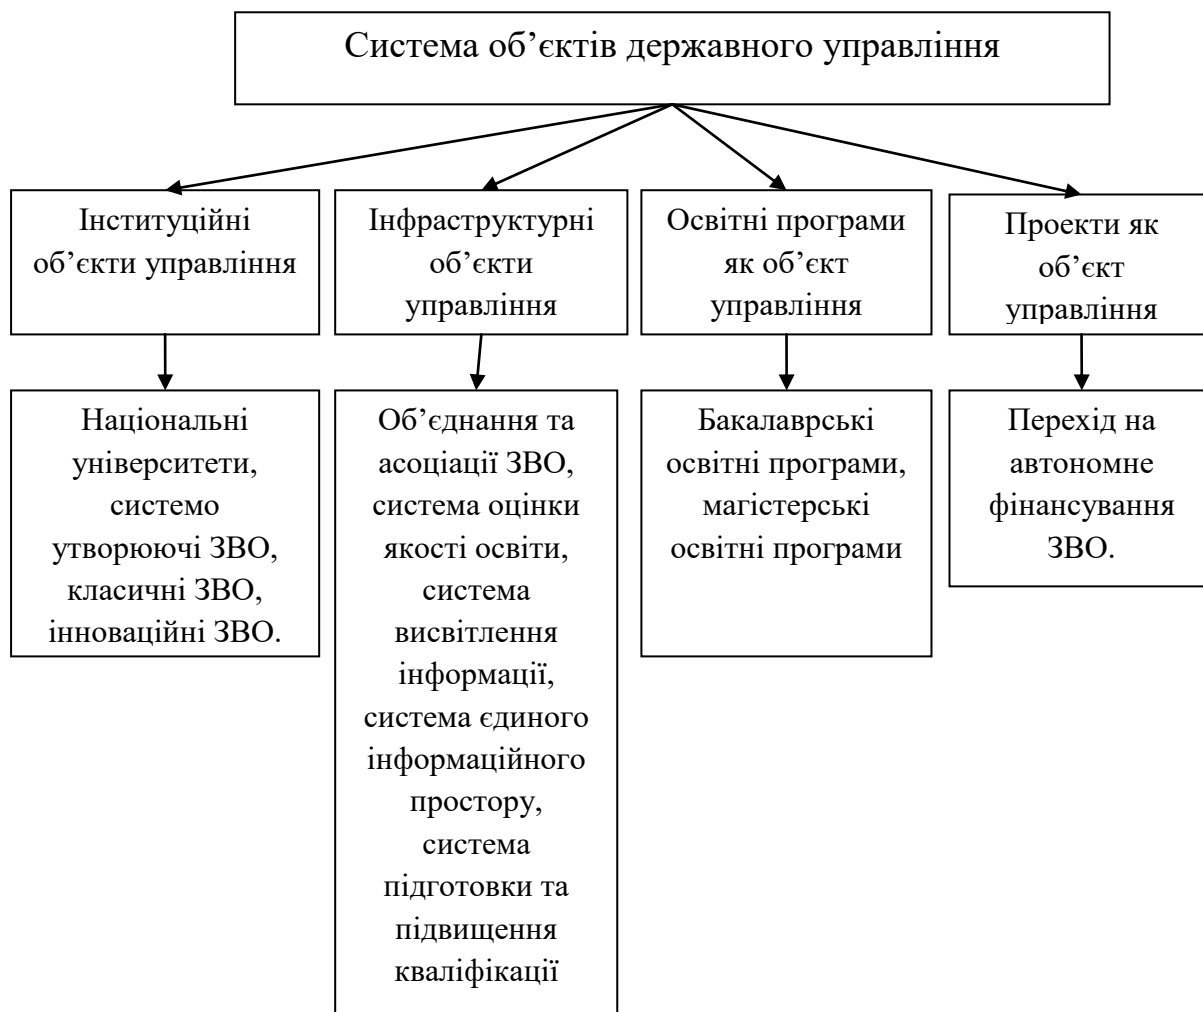 Система об’єктів державного управління
Інституційні
об’єкти управління
Інфраструктурні
об’єкти
управління
Освітні програми
як об’єкт
управління
Проекти як
об’єкт
управління
Національні
університети,
системо
утворюючі ЗВО,
класичні ЗВО,
інноваційні ЗВО.
Об’єднання та
асоціації ЗВО,
система оцінки
якості освіти,
система
висвітлення
інформації,
система єдиного
інформаційного
простору,
система
підготовки та
підвищення
кваліфікації
Бакалаврські
освітні програми,
магістерські
освітні програми
Перехід на
автономне
фінансування
ЗВО.